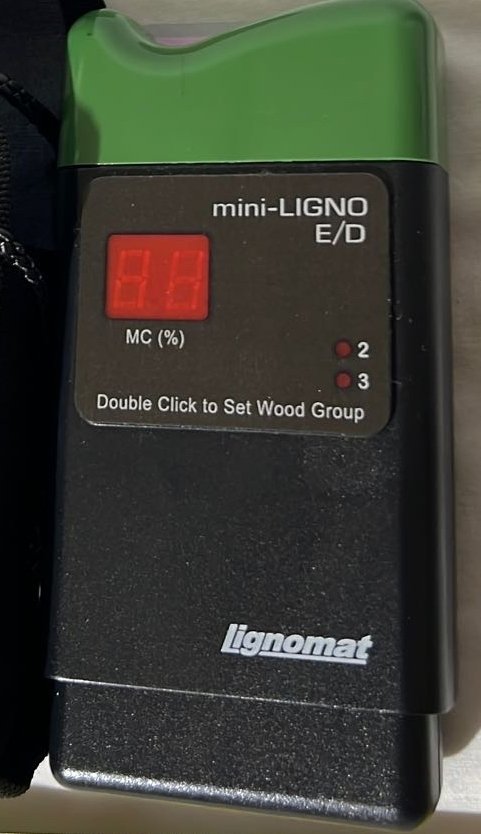 mini-LIGNO
E/D
MC (%)
2
3
Double Click to Set Wood Group
Lignomat